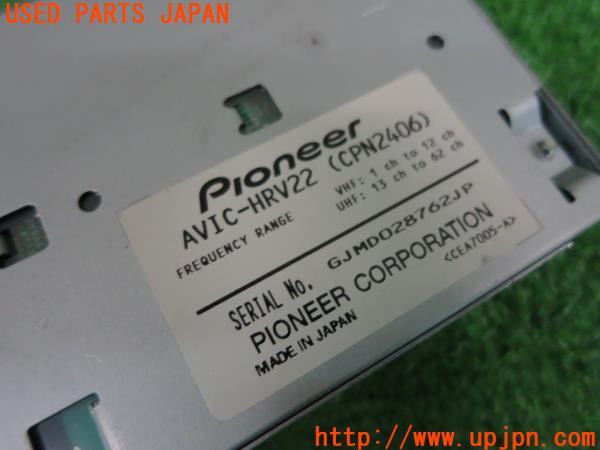 USED PARTS JAPAN
Pioneer
AVIC-HRV22 (CPN2406)
FREQUENCY RANGE VHF: 1 ch to 12 ch
UHF: 13 ch to 62 ch
SERIAL No. GJMD028762JP
PIONEER CORPORATION
<CEA7005-A>
MADE IN JAPAN
http://www.upjpn.com/